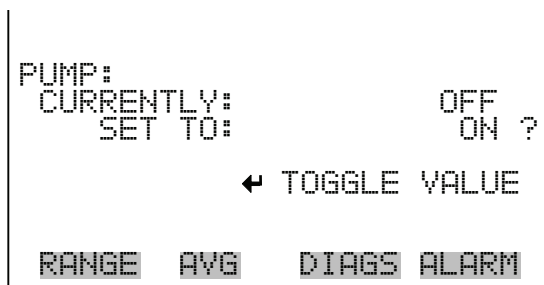 PUMP:
CURRENTLY: OFF
SET TO: ON ?
↵ TOGGLE VALUE
RANGE AVG DIAGS ALARM